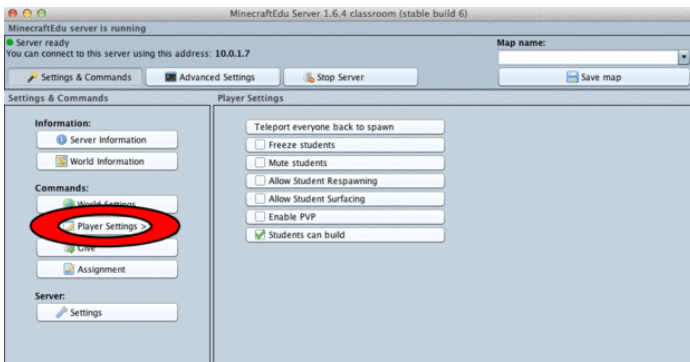 MinecraftEdu Server 1.6.4 classroom (stable build 6)
MinecraftEdu server is running
Server ready
You can connect to this server using this address: 10.0.1.7
Map name:
Settings & Commands
Advanced Settings
Stop Server
Save map
Settings & Commands
Information:
Server Information
World Information
Commands:
World Settings
Player Settings >
Give
Assignment
Server:
Settings
Player Settings
Teleport everyone back to spawn
Freeze students
Mute students
Allow Student Respawning
Allow Student Surfacing
Enable PVP
Students can build